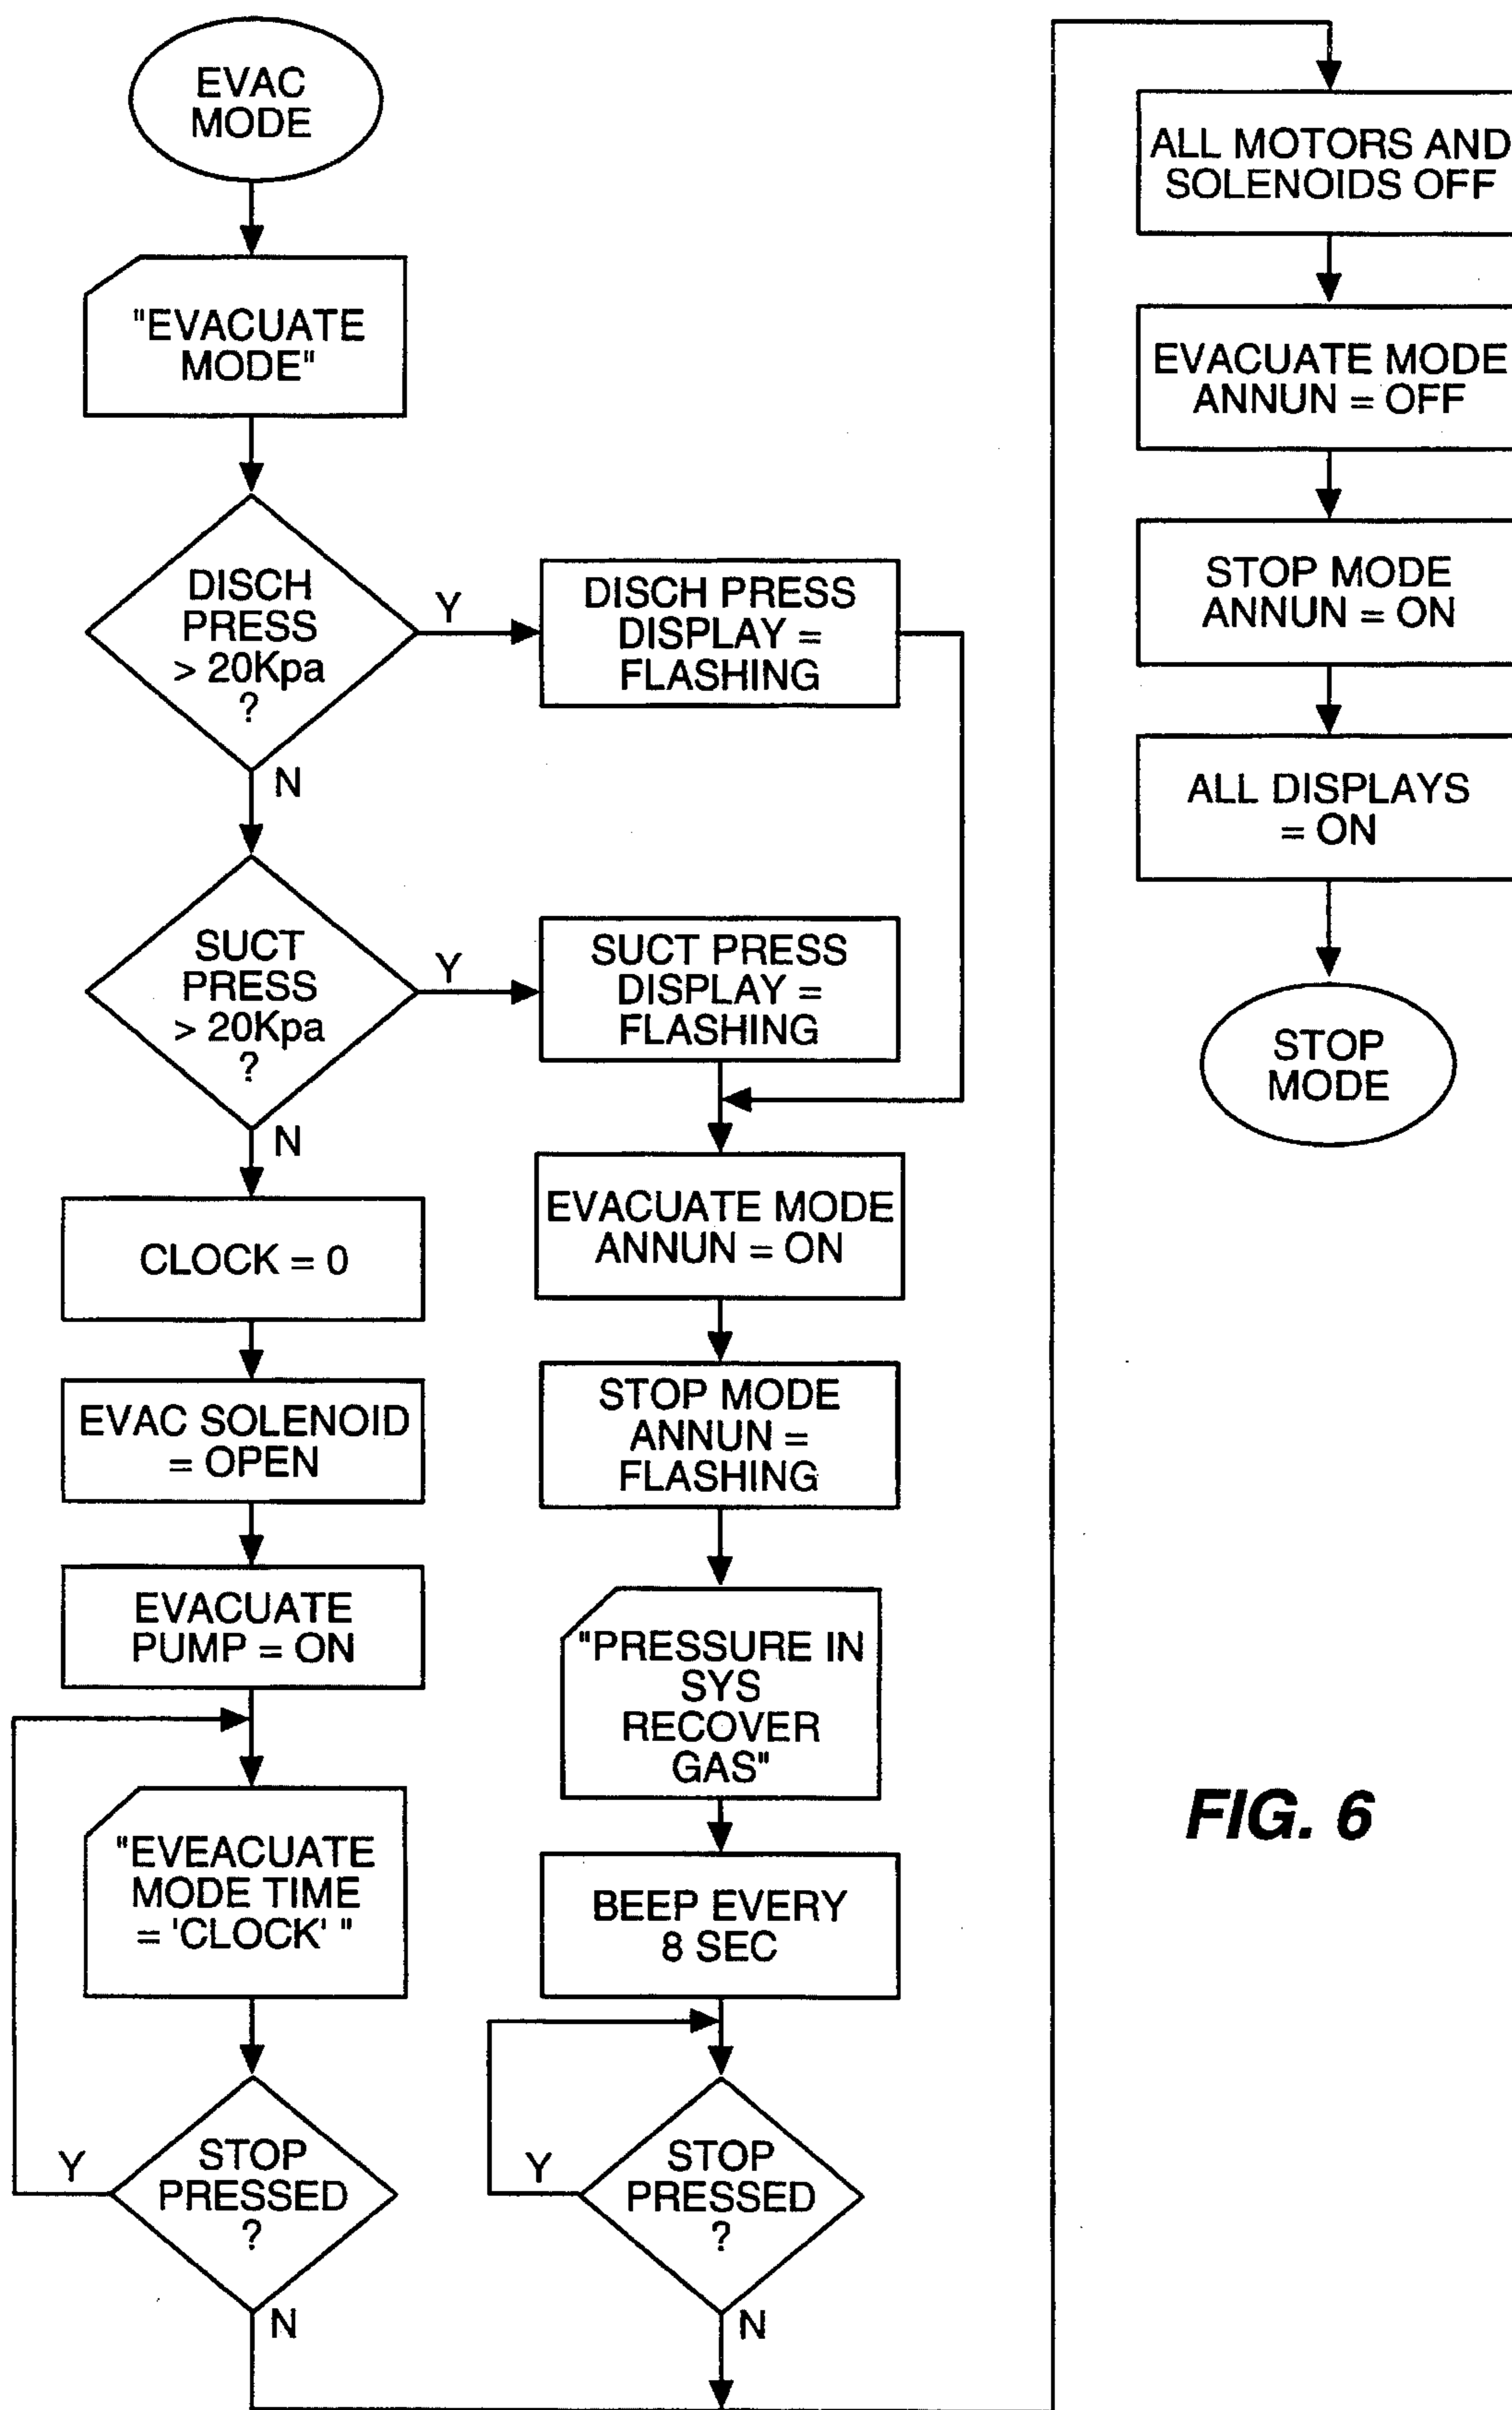 EVAC
MODE
"EVACUATE
MODE"
DISCH
PRESS
> 20Kpa
?
Y
N
DISCH PRESS
DISPLAY =
FLASHING
SUCT
PRESS
> 20Kpa
?
Y
N
SUCT PRESS
DISPLAY =
FLASHING
CLOCK = 0
EVAC SOLENOID
= OPEN
EVACUATE
PUMP = ON
"EVEACUATE
MODE TIME
= 'CLOCK' "
STOP
PRESSED
?
Y
N
EVACUATE MODE
ANNUN = ON
STOP MODE
ANNUN =
FLASHING
"PRESSURE IN
SYS
RECOVER
GAS"
BEEP EVERY
8 SEC
STOP
PRESSED
?
Y
N
ALL MOTORS AND
SOLENOIDS OFF
EVACUATE MODE
ANNUN = OFF
STOP MODE
ANNUN = ON
ALL DISPLAYS
= ON
STOP
MODE
FIG. 6